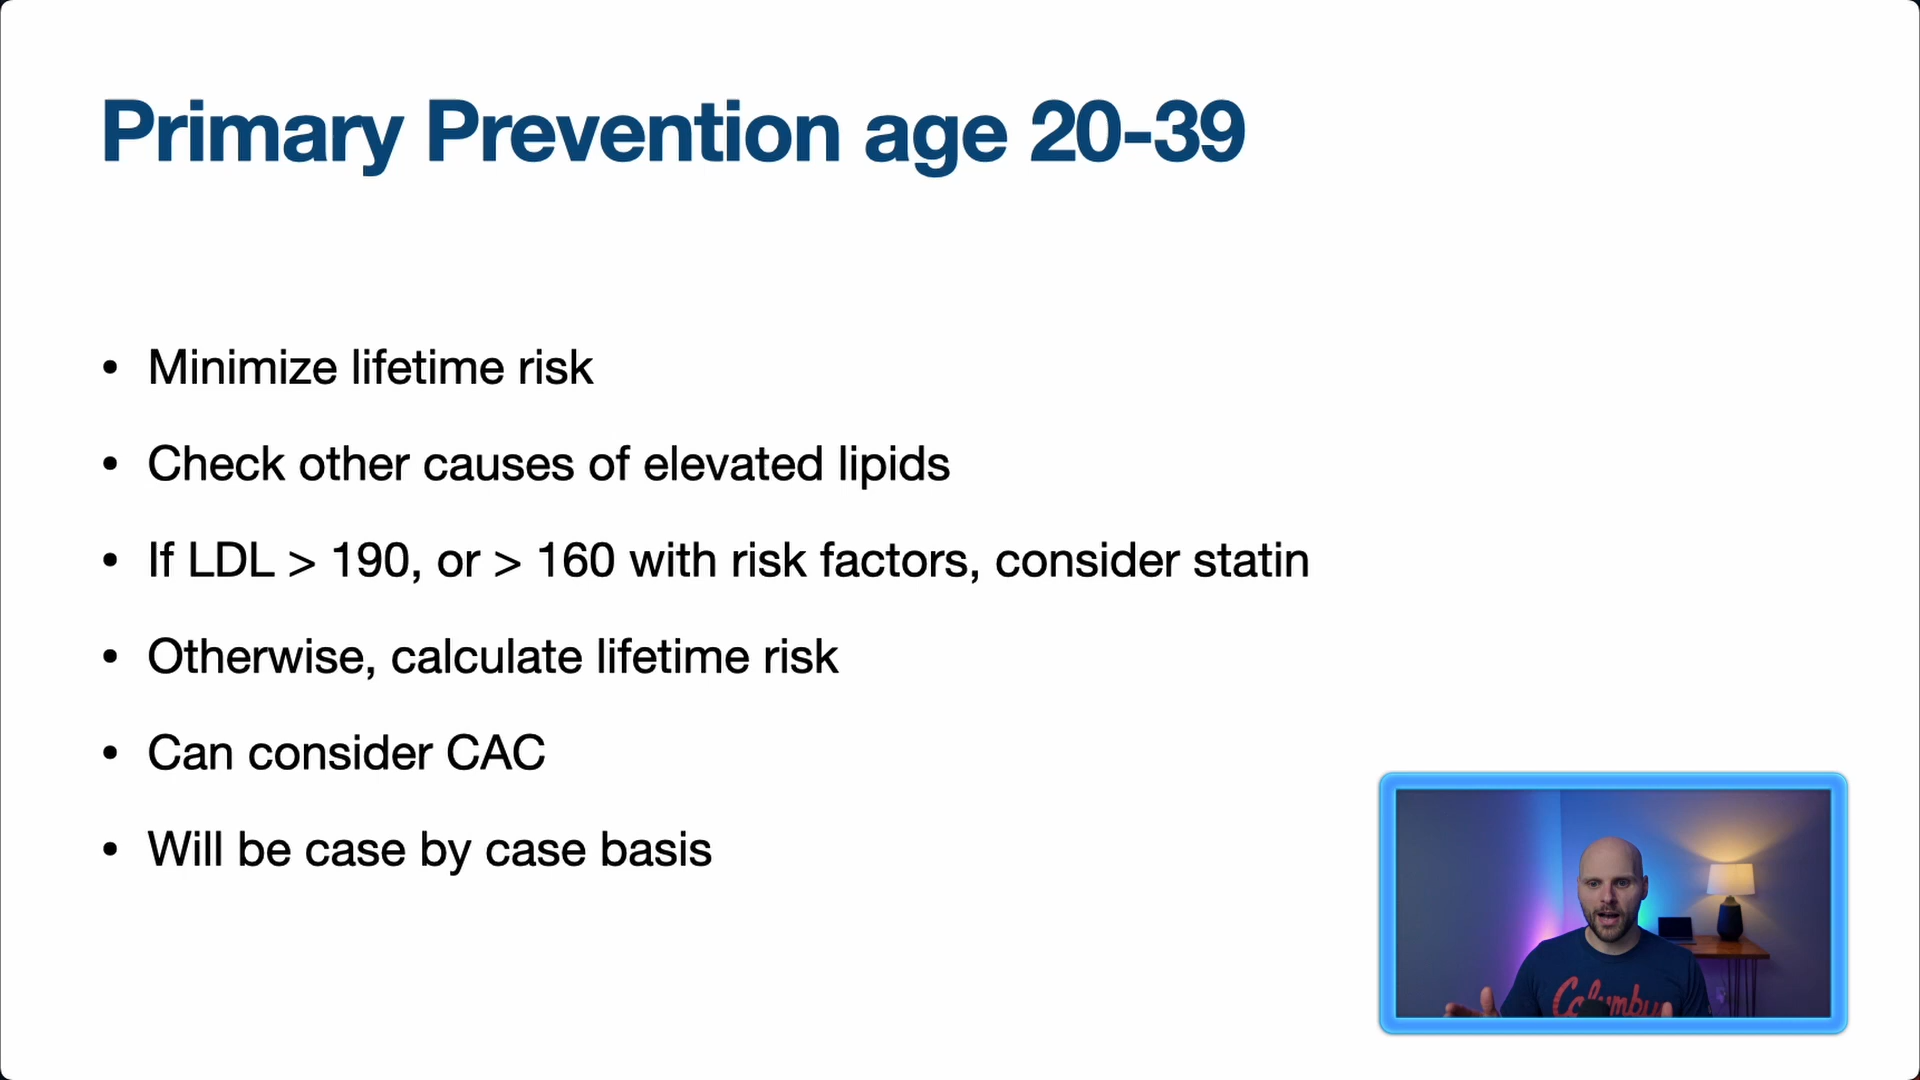 Primary Prevention age 20-39
• Minimize lifetime risk
• Check other causes of elevated lipids
• If LDL > 190, or > 160 with risk factors, consider statin
• Otherwise, calculate lifetime risk
• Can consider CAC
• Will be case by case basis